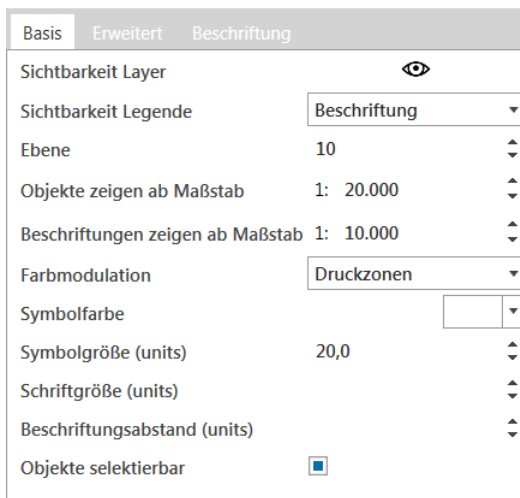 Basis Erweitert Beschriftung
Sichtbarkeit Layer
Sichtbarkeit Legende Beschriftung
Ebene 10
Objekte zeigen ab Maßstab 1: 20.000
Beschriftungen zeigen ab Maßstab 1: 10.000
Farbmodulation Druckzonen
Symbolfarbe
Symbolgröße (units) 20,0
Schriftgröße (units)
Beschriftungsabstand (units)
Objekte selektierbar